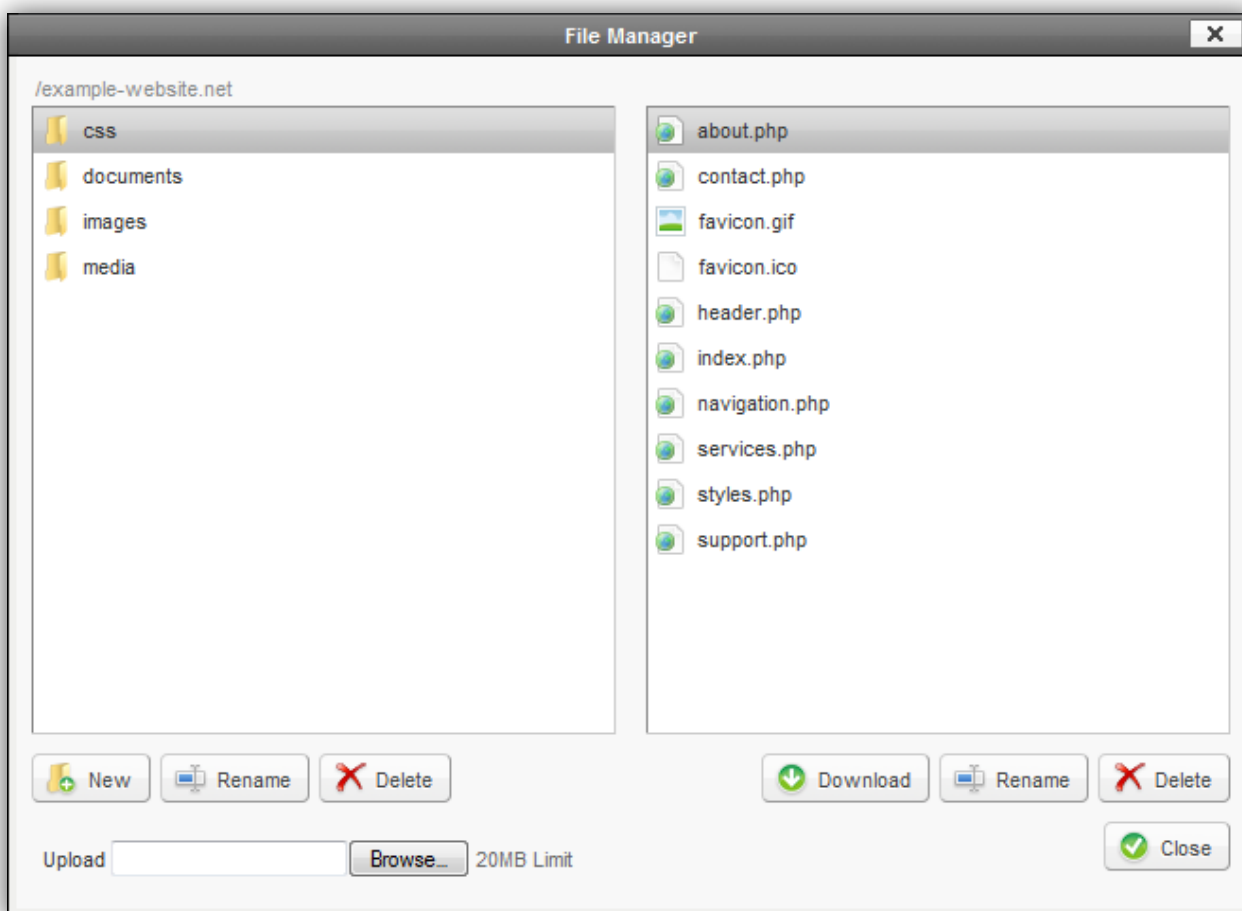 File Manager
/example-website.net
css
documents
images
media
about.php
contact.php
favicon.gif
favicon.ico
header.php
index.php
navigation.php
services.php
styles.php
support.php
New Rename Delete
Download Rename Delete
Upload Browse... 20MB Limit
Close